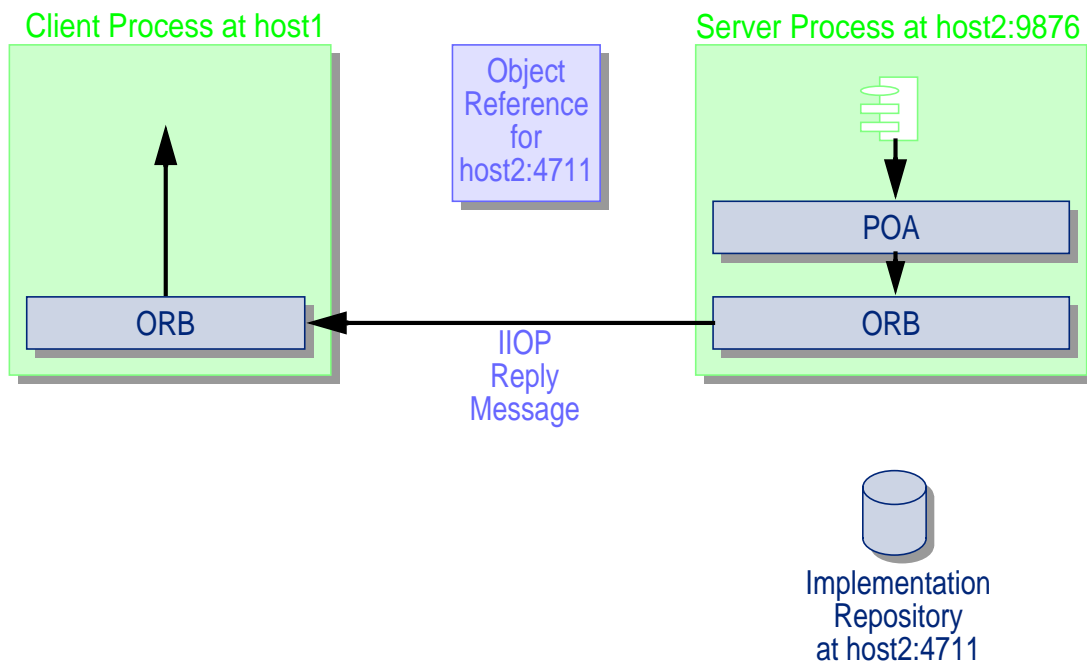 Client Process at host1
Object
Reference
for
host2:4711
Server Process at host2:9876
POA
ORB
ORB
IIOP
Reply
Message
Implementation
Repository
at host2:4711